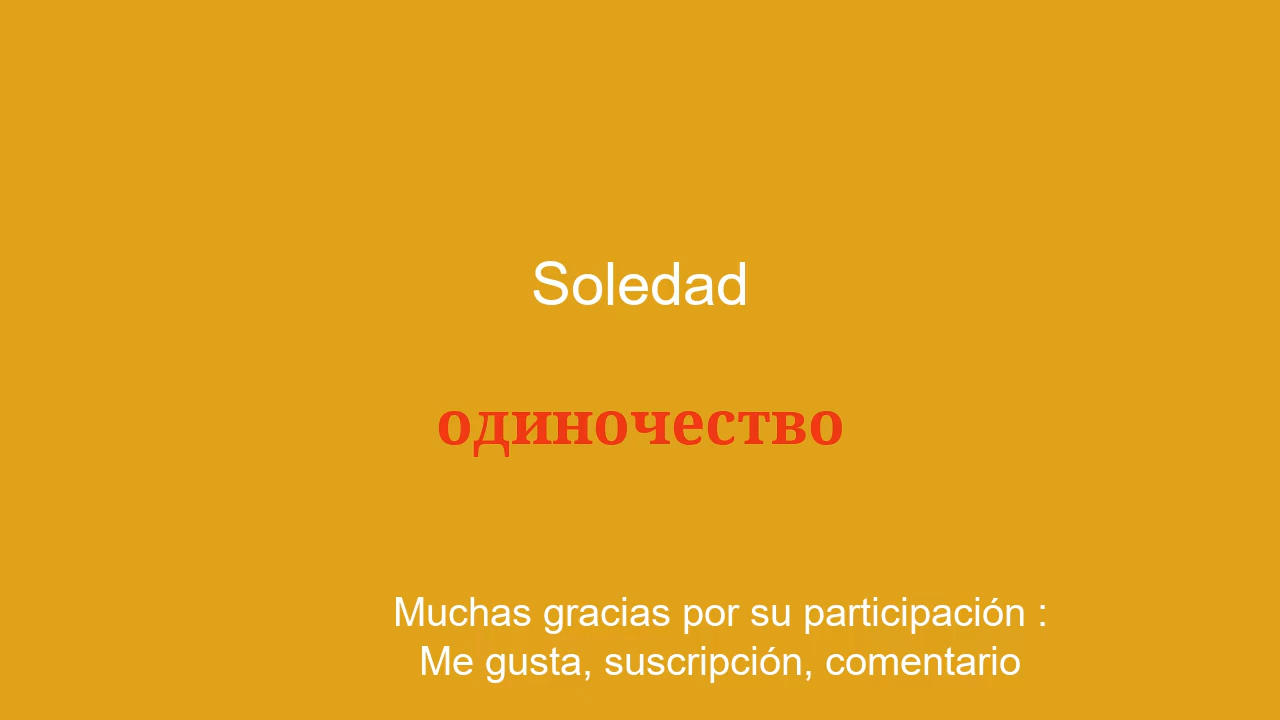 Soledad
одиночество
Muchas gracias por su participación :
Me gusta, suscripción, comentario